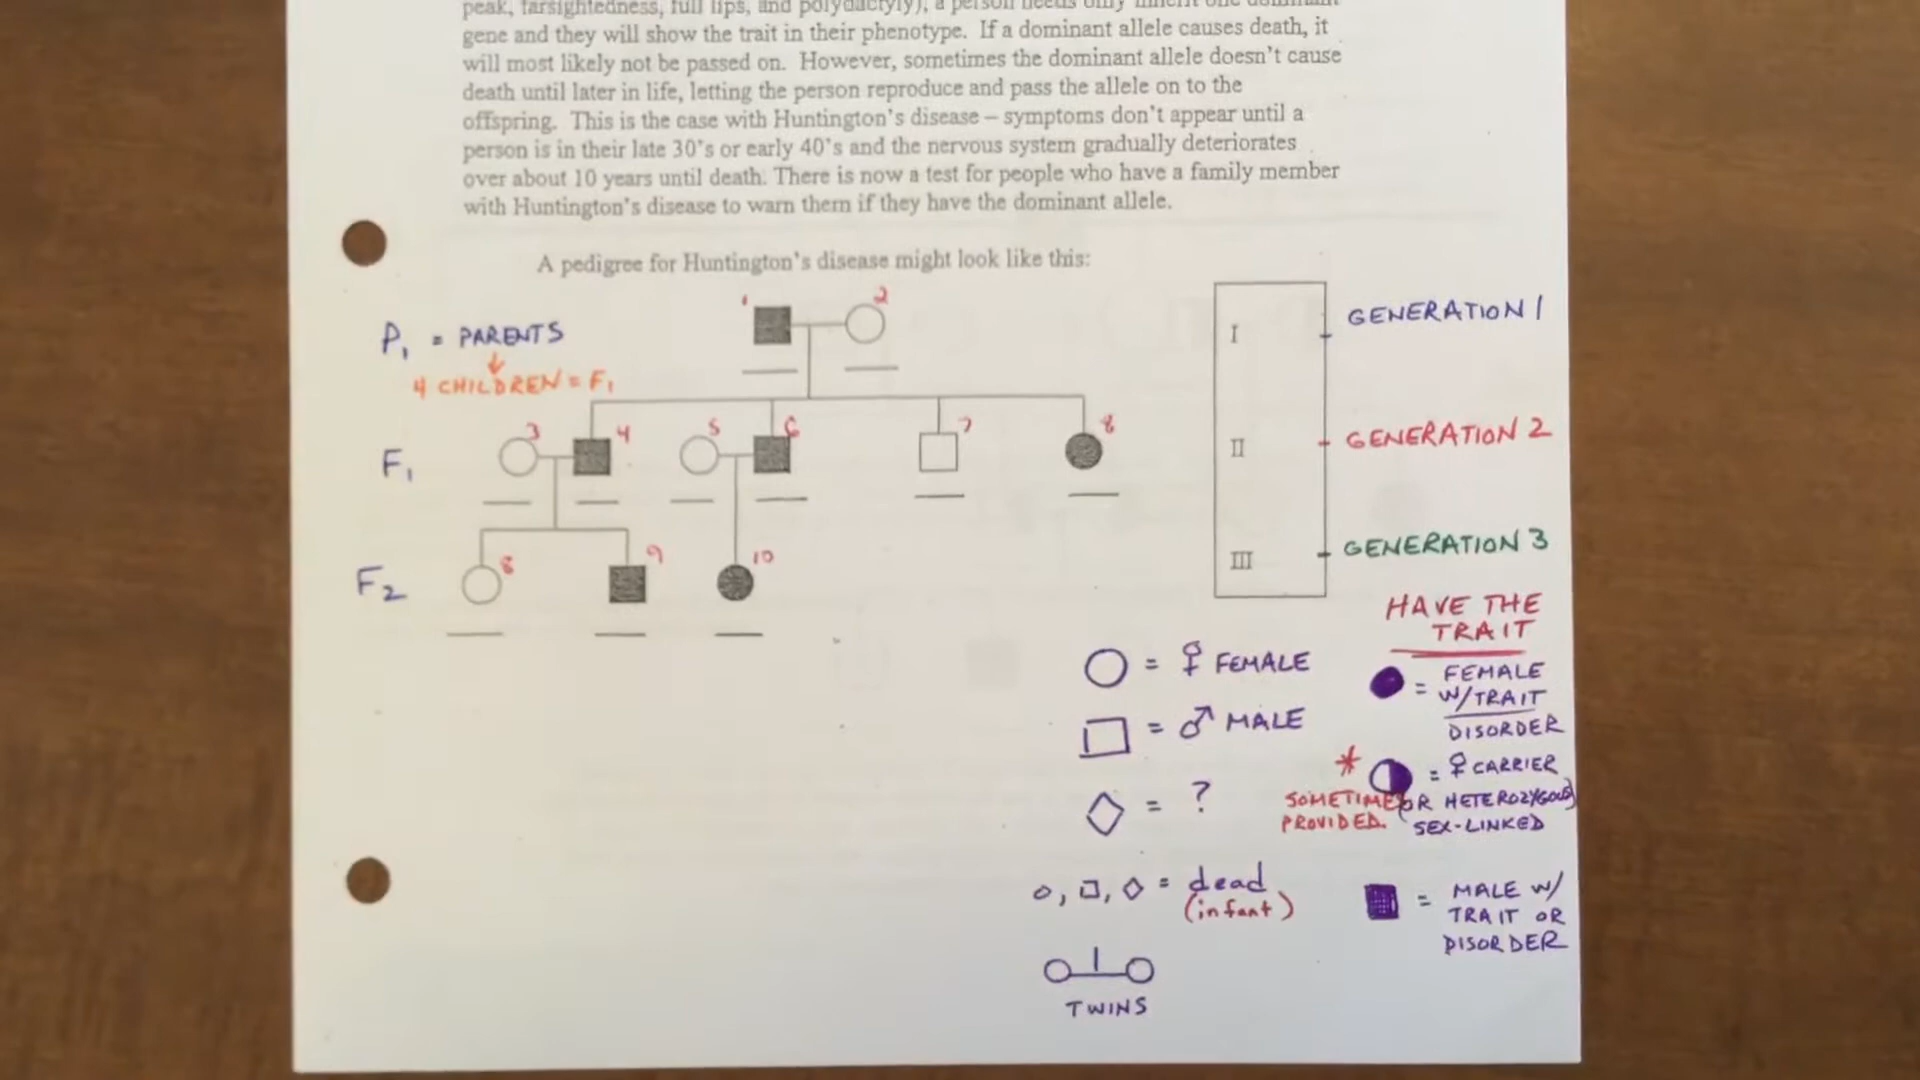 peak, farsightedness, full lips, and polydactyly), a person needs only inherit one dominant
gene and they will show the trait in their phenotype. If a dominant allele causes death, it
will most likely not be passed on. However, sometimes the dominant allele doesn't cause
death until later in life, letting the person reproduce and pass the allele on to the
offspring. This is the case with Huntington's disease – symptoms don't appear until a
person is in their late 30's or early 40's and the nervous system gradually deteriorates
over about 10 years until death. There is now a test for people who have a family member
with Huntington's disease to warn them if they have the dominant allele.
A pedigree for Huntington's disease might look like this:
1 2
P1 = PARENTS
4 CHILDREN = F1
3 4 5 6 7 8
F1
8 9 10
F2
I
GENERATION 1
II
GENERATION 2
III
GENERATION 3
HAVE THE
TRAIT
= ♀ FEMALE
= FEMALE
W/TRAIT
DISORDER
= ♂ MALE
* = ♀ CARRIER
SOMETIMES
PROVIDED.
OR HETEROZYGOUS
SEX-LINKED
= ?
= dead
(infant)
= MALE W/
TRAIT OR
DISORDER
TWINS